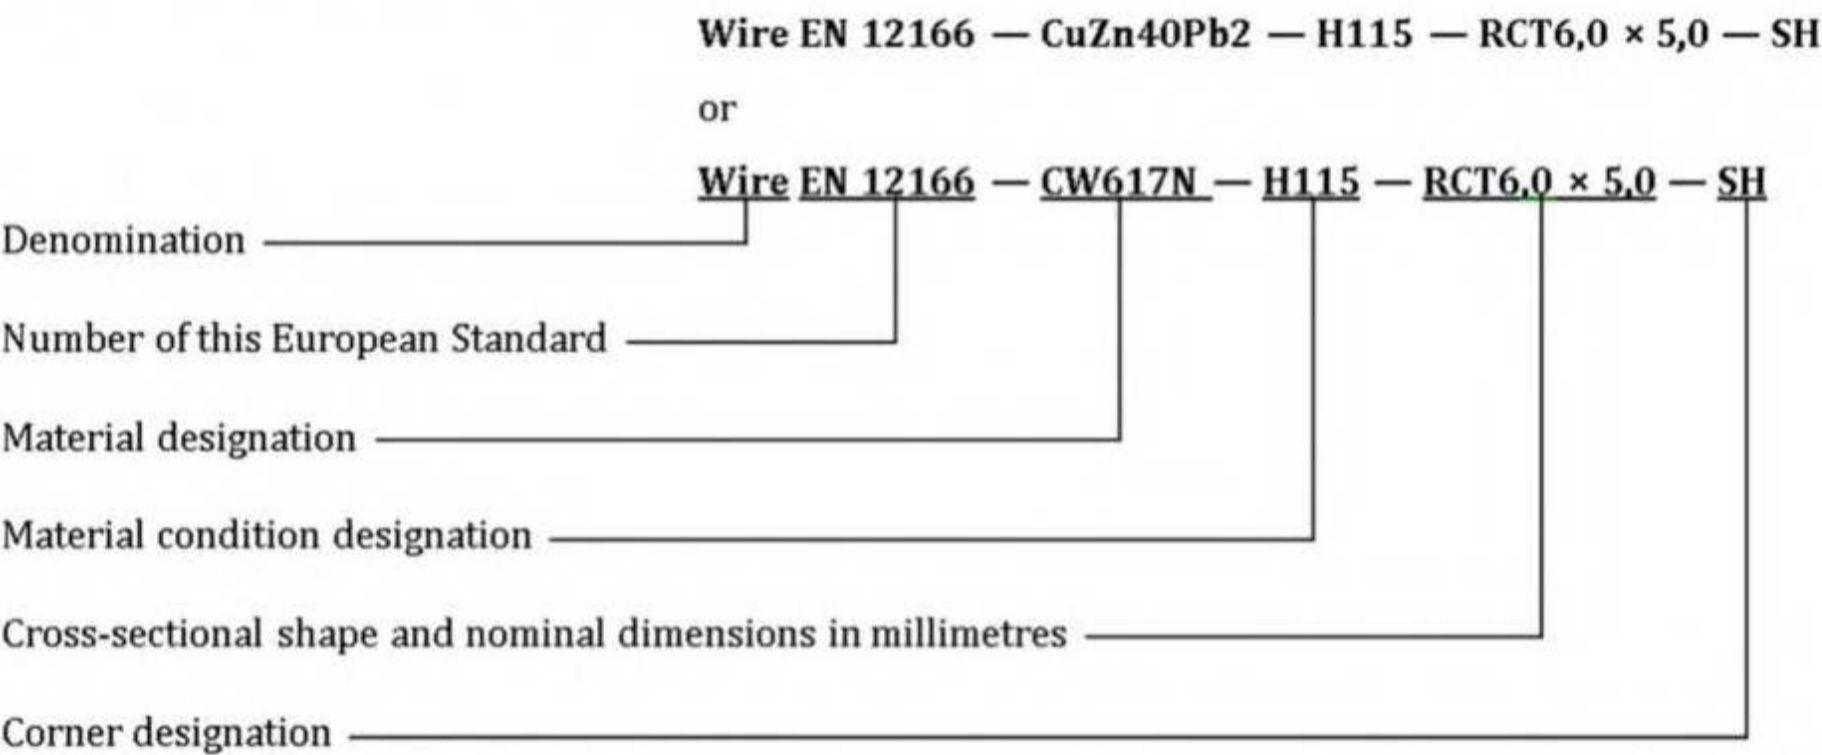 Wire EN 12166 — CuZn40Pb2 — H115 — RCT6,0 × 5,0 — SH
or
Wire EN 12166 — CW617N — H115 — RCT6,0 × 5,0 — SH
Denomination
Number of this European Standard
Material designation
Material condition designation
Cross-sectional shape and nominal dimensions in millimetres
Corner designation